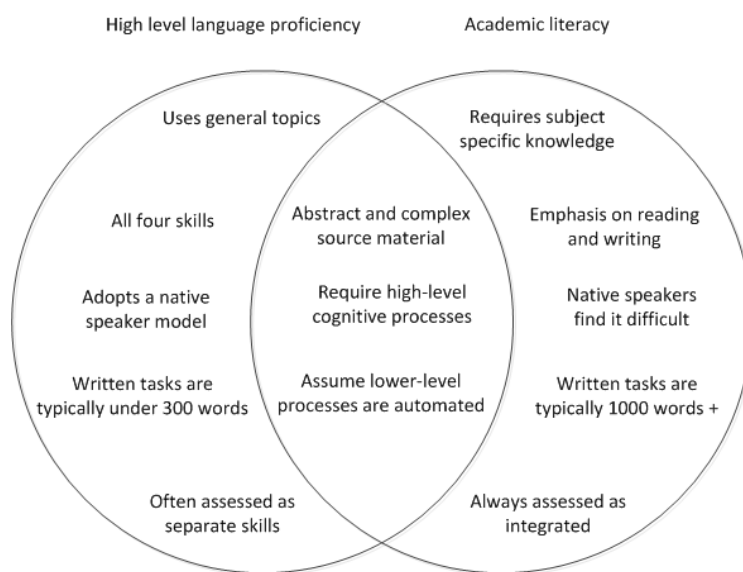 High level language proficiency
Academic literacy
Uses general topics
Requires subject
specific knowledge
All four skills
Abstract and complex
source material
Emphasis on reading
and writing
Adopts a native
speaker model
Require high-level
cognitive processes
Native speakers
find it difficult
Written tasks are
typically under 300 words
Assume lower-level
processes are automated
Written tasks are
typically 1000 words +
Often assessed as
separate skills
Always assessed as
integrated